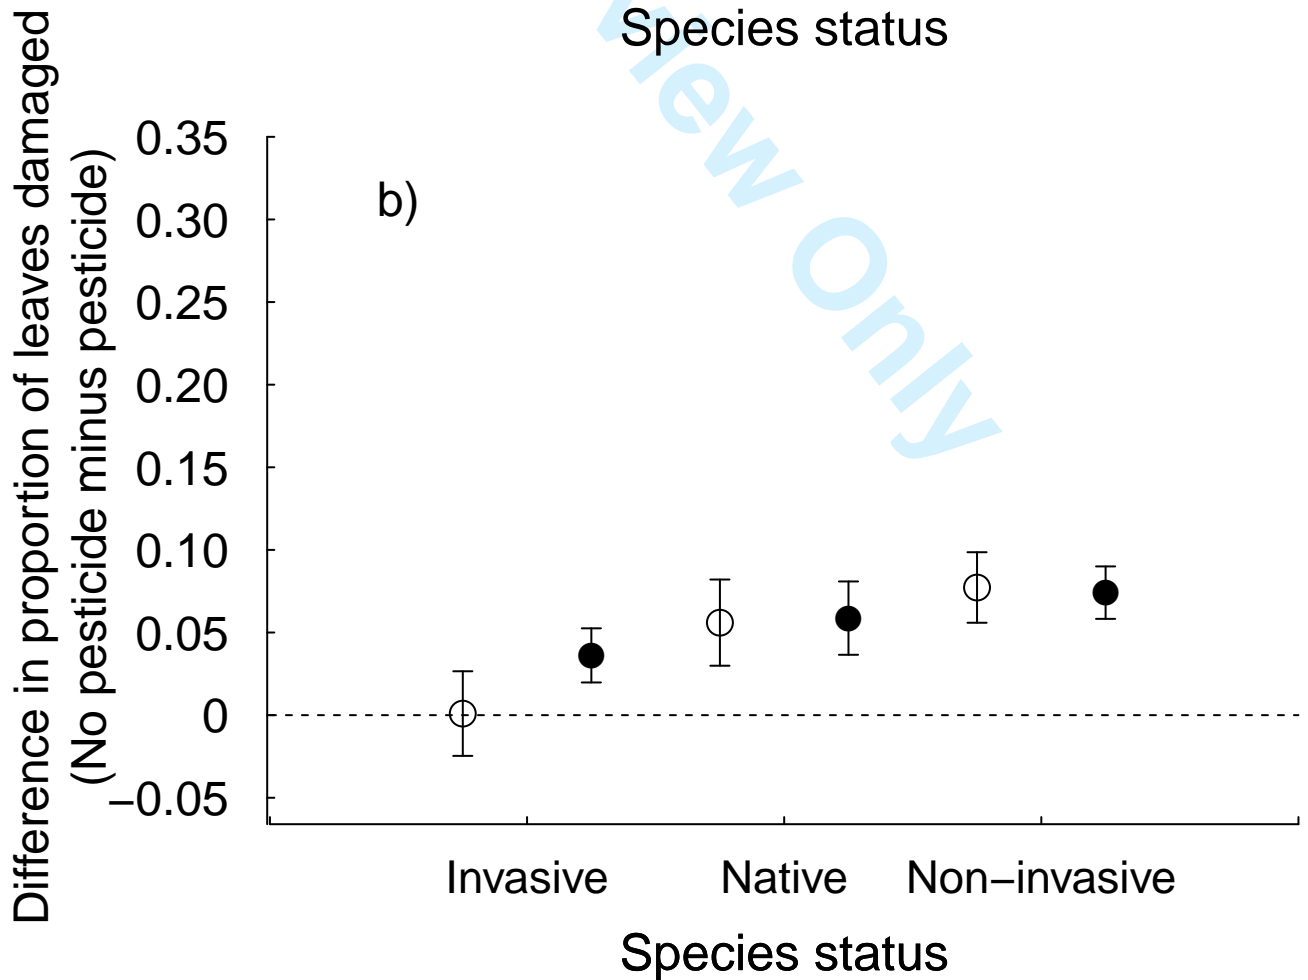 Species status
view Only
Difference in proportion of leaves damaged
(No pesticide minus pesticide)
0.35
0.30
0.25
0.20
0.15
0.10
0.05
0
−0.05
b)
Invasive Native Non−invasive
Species status